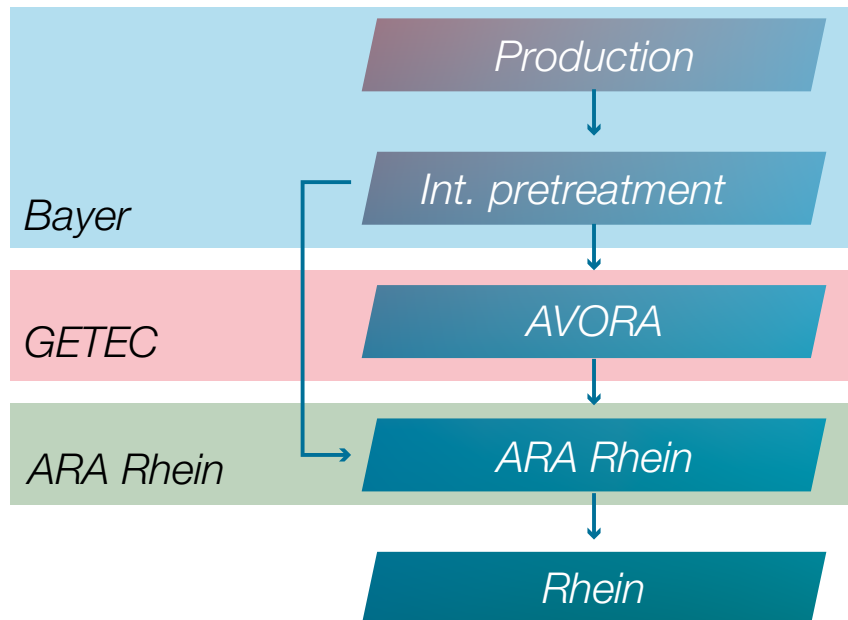 Production
Int. pretreatment
Bayer
AVORA
GETEC
ARA Rhein
ARA Rhein
Rhein